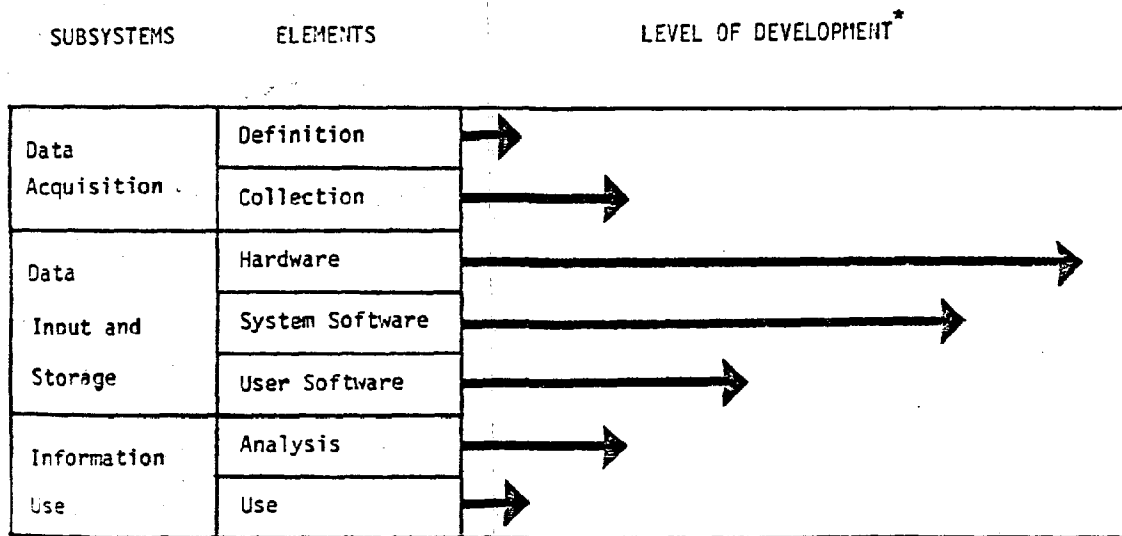 SUBSYSTEMS ELEMENTS LEVEL OF DEVELOPMENT*
Data
Acquisition
Definition
Collection
Data
Input and
Storage
Hardware
System Software
User Software
Information
Use
Analysis
Use